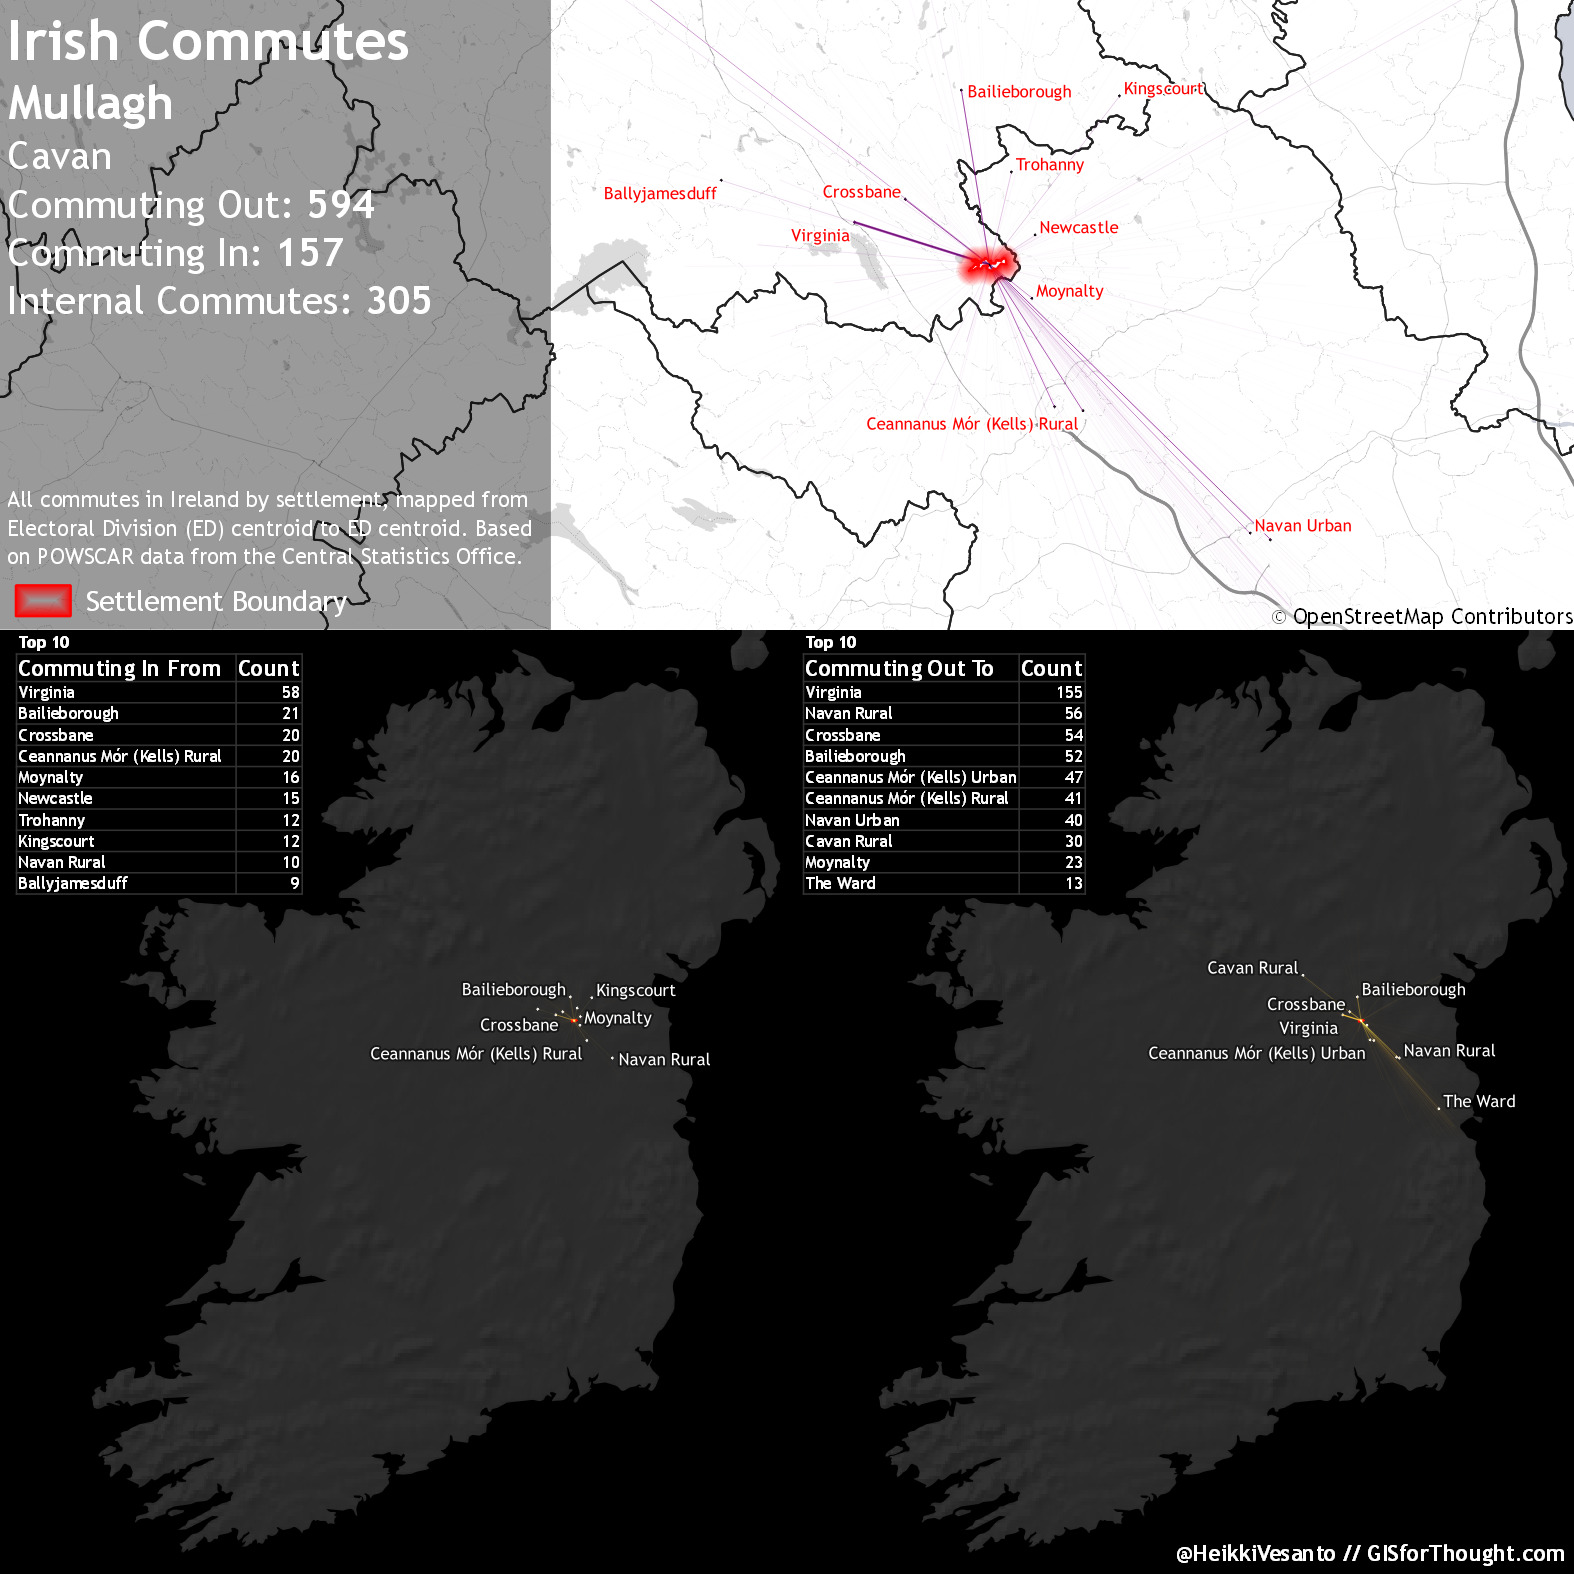 Irish Commutes
Mullagh
Cavan
Commuting Out: 594
Commuting In: 157
Internal Commutes: 305
All commutes in Ireland by settlement, mapped from
Electoral Division (ED) centroid to ED centroid. Based
on POWSCAR data from the Central Statistics Office.
Settlement Boundary
Bailieborough
Kingscourt
Trohanny
Ballyjamesduff
Crossbane
Virginia
Newcastle
Moynalty
Ceannanus Mór (Kells) Rural
Navan Urban
© OpenStreetMap Contributors
Top 10
Commuting In From Count
Virginia 58
Bailieborough 21
Crossbane 20
Ceannanus Mór (Kells) Rural 20
Moynalty 16
Newcastle 15
Trohanny 12
Kingscourt 12
Navan Rural 10
Ballyjamesduff 9
Bailieborough
Kingscourt
Moynalty
Crossbane
Ceannanus Mór (Kells) Rural
Navan Rural
Top 10
Commuting Out To Count
Virginia 155
Navan Rural 56
Crossbane 54
Bailieborough 52
Ceannanus Mór (Kells) Urban 47
Ceannanus Mór (Kells) Rural 41
Navan Urban 40
Cavan Rural 30
Moynalty 23
The Ward 13
Cavan Rural
Bailieborough
Crossbane
Virginia
Ceannanus Mór (Kells) Urban
Navan Rural
The Ward
@HeikkiVesanto // GISforThought.com